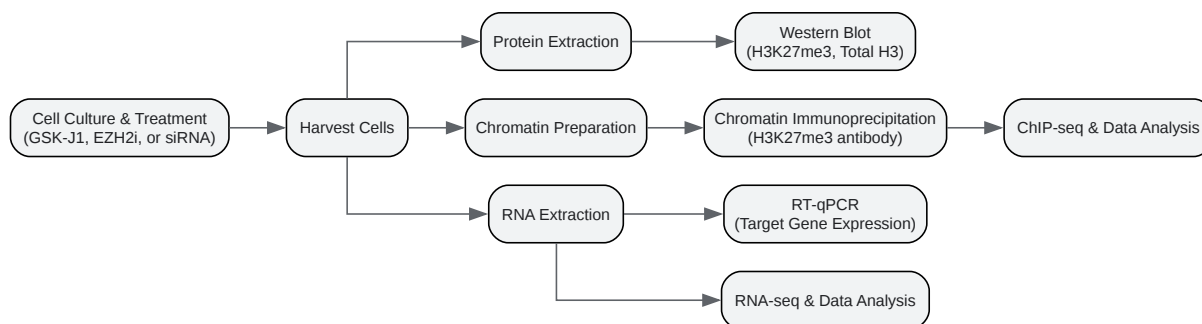 Protein Extraction
Western Blot
(H3K27me3, Total H3)
Cell Culture & Treatment
(GSK-J1, EZH2i, or siRNA)
Harvest Cells
Chromatin Preparation
Chromatin Immunoprecipitation
(H3K27me3 antibody)
ChIP-seq & Data Analysis
RNA Extraction
RT-qPCR
(Target Gene Expression)
RNA-seq & Data Analysis